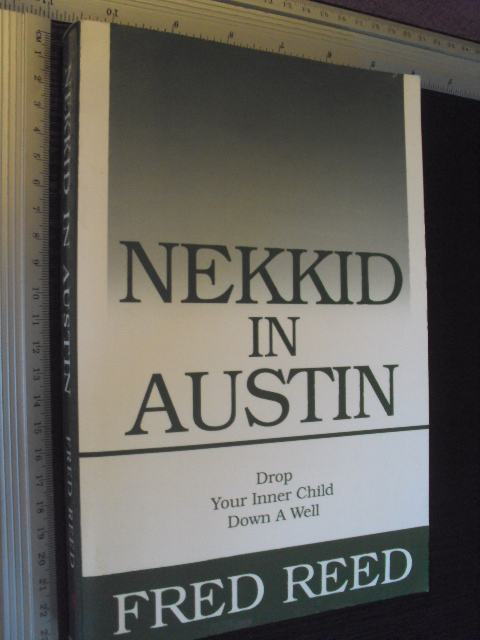 NEKKID
IN
AUSTIN
Drop
Your Inner Child
Down A Well
FRED REED
NEKKID IN AUSTIN FRED REED